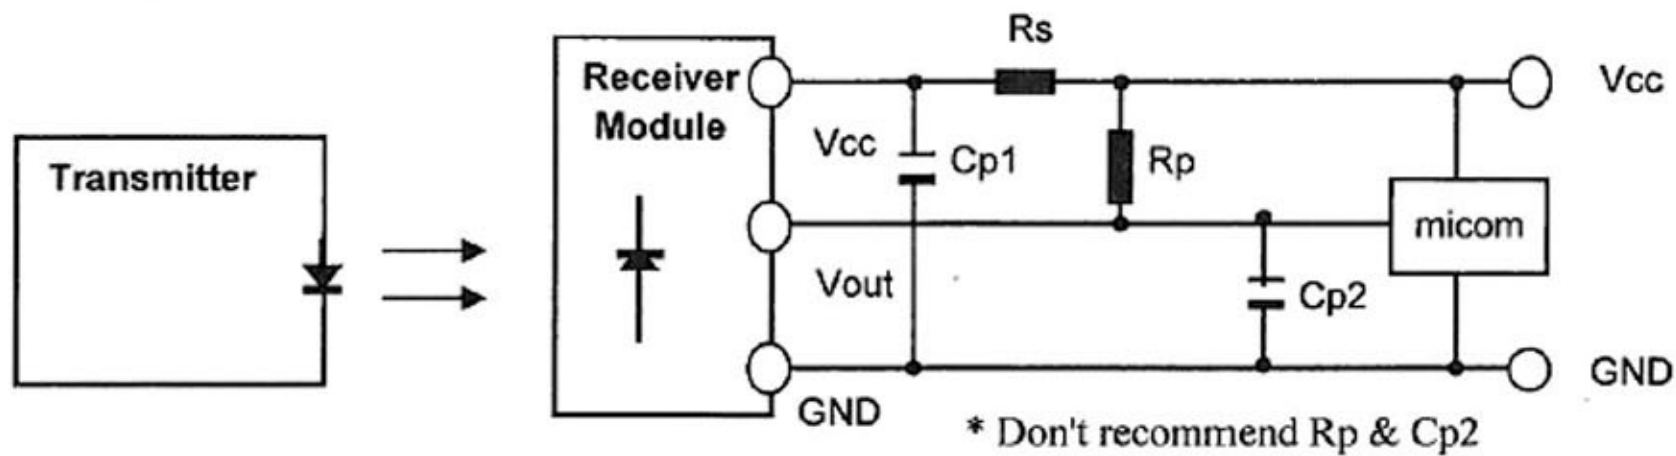 Rs
Receiver
Module
Vcc
Transmitter
Vcc
Cp1
Rp
micom
Vout
Cp2
GND
GND
* Don't recommend Rp & Cp2